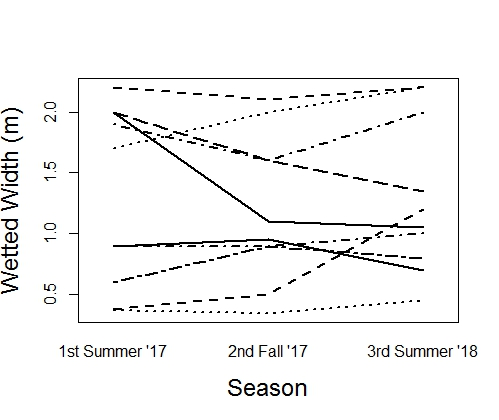 Wetted Width (m)
2.0
1.5
1.0
0.5
1st Summer '17
2nd Fall '17
3rd Summer '18
Season